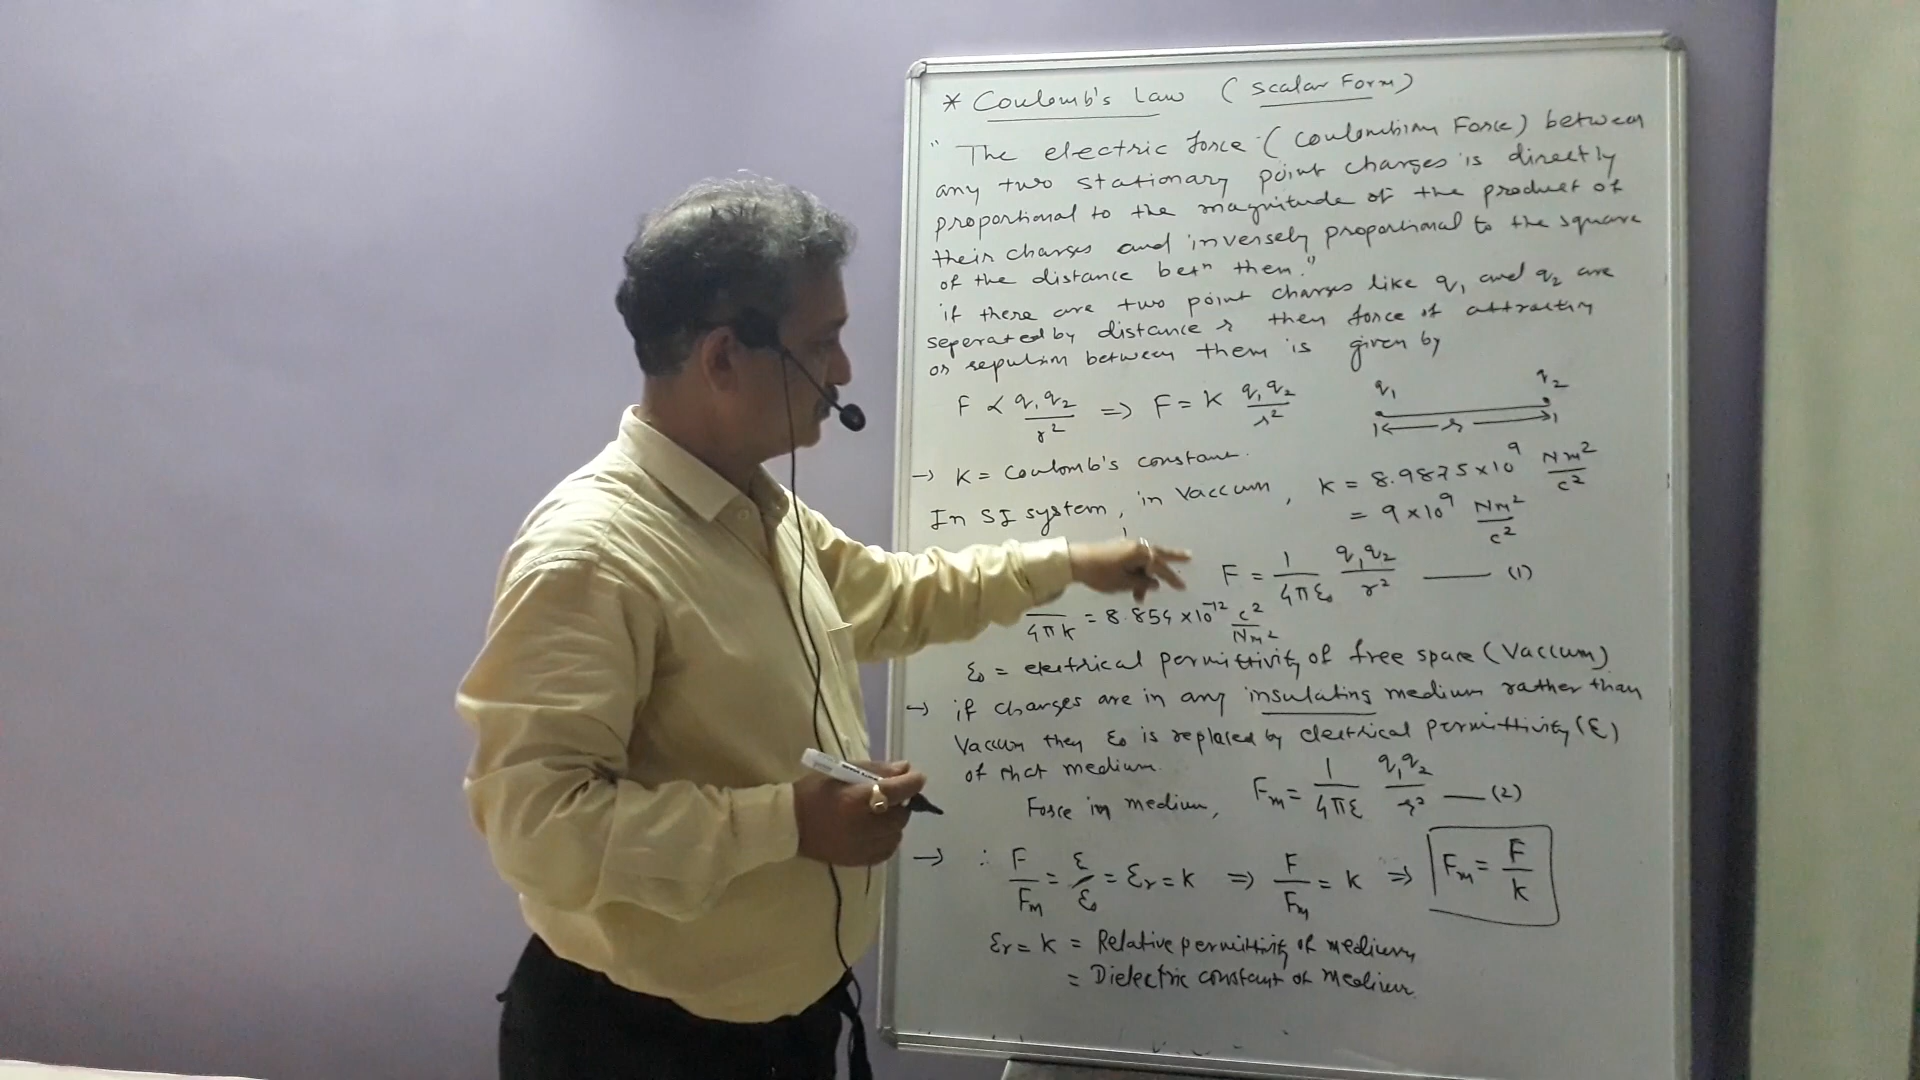 * Coulomb's Law (Scalar Form)
"The electric force (Coulombian Force) between
any two stationary point charges is directly
proportional to the magnitude of the product of
their charges and inversely proportional to the square
of the distance betn them."
if there are two point charges like q₁ and q₂ are
seperated by distance r then force of attraction
or repulsion between them is given by
F ∝ q₁q₂/r² ⇒ F = K q₁q₂/r²
q₁ q₂
r
→ K = Coulomb's constant.
In SI system, in vaccum, K = 8.9875 × 10⁹ Nm²/C²
= 9 × 10⁹ Nm²/C²
F = 1/4πε₀ q₁q₂/r² —— (1)
/4πK = 8.854 × 10⁻¹² C²/Nm²
ε₀ = electrical permittivity of free space (Vaccum)
→ if charges are in any insulating medium rather than
Vaccum then ε₀ is replaced by electrical permittivity (ε)
of that medium.
Force in medium, Fm = 1/4πε q₁q₂/r² —— (2)
→ ∴ F/Fm = ε/ε₀ = εr = K ⇒ F/Fm = K ⇒ Fm = F/K
εr = K = Relative permittivity of medium
= Dielectric constant of medium